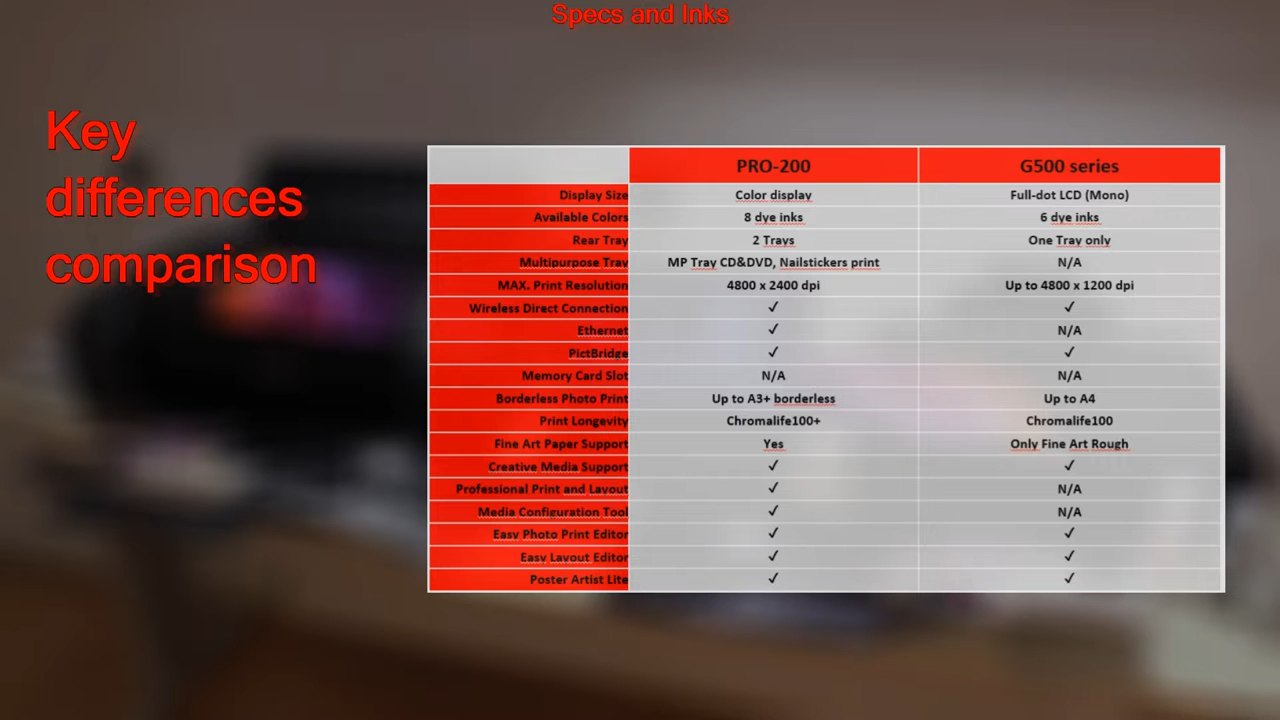 Specs and Inks
Key
differences
comparison
PRO-200 G500 series
Display Size Color display Full-dot LCD (Mono)
Available Colors 8 dye inks 6 dye inks
Rear Tray 2 Trays One Tray only
Multipurpose Tray MP Tray CD&DVD, Nailstickers print N/A
MAX. Print Resolution 4800 x 2400 dpi Up to 4800 x 1200 dpi
Wireless Direct Connection ✓ ✓
Ethernet ✓ N/A
PictBridge ✓ ✓
Memory Card Slot N/A N/A
Borderless Photo Print Up to A3+ borderless Up to A4
Print Longevity Chromalife100+ Chromalife100
Fine Art Paper Support Yes Only Fine Art Rough
Creative Media Support ✓ ✓
Professional Print and Layout ✓ N/A
Media Configuration Tool ✓ N/A
Easy Photo Print Editor ✓ ✓
Easy Layout Editor ✓ ✓
Poster Artist Lite ✓ ✓